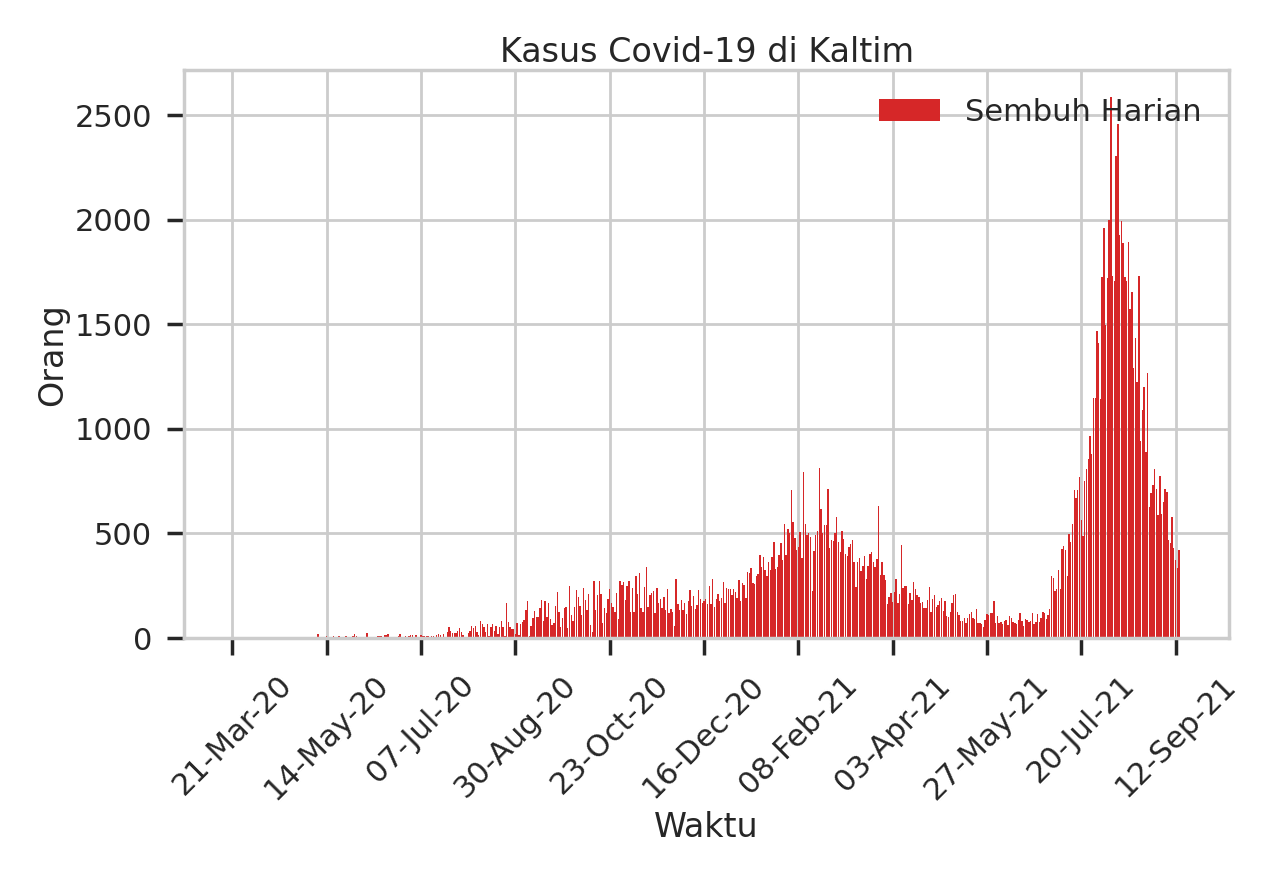 Kasus Covid-19 di Kaltim
Sembuh Harian
Orang
2500
2000
1500
1000
500
0
21-Mar-20
14-May-20
07-Jul-20
30-Aug-20
23-Oct-20
16-Dec-20
08-Feb-21
03-Apr-21
27-May-21
20-Jul-21
12-Sep-21
Waktu